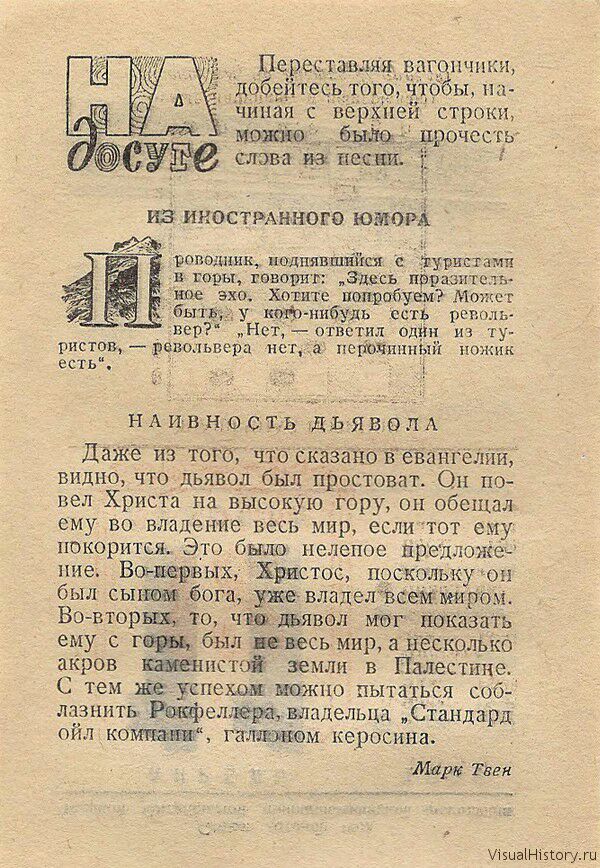 НА
досуге
Переставляя вагончики,
добейтесь того, чтобы, на-
чиная с верхней строки,
можно было прочесть
слова из песни.
ИЗ ИНОСТРАННОГО ЮМОРА
Проводник, поднявшийся с туристами
в горы, говорит: „Здесь поразитель-
ное эхо. Хотите попробуем? Может
быть, у кого-нибудь есть револь-
вер?“ „Нет, — ответил один из ту-
ристов, — револьвера нет, а перочинный ножик
есть“.
НАИВНОСТЬ ДЬЯВОЛА
Даже из того, что сказано в евангелии,
видно, что дьявол был простоват. Он по-
вел Христа на высокую гору, он обещал
ему во владение весь мир, если тот ему
покорится. Это было нелепое предложе-
ние. Во-первых, Христос, поскольку он
был сыном бога, уже владел всем миром.
Во-вторых, то, что дьявол мог показать
ему с горы, был не весь мир, а несколько
акров каменистой земли в Палестине.
С тем же успехом можно пытаться соб-
лазнить Рокфеллера, владельца „Стандард
ойл компани“, галлоном керосина.
Марк Твен
VisualHistory.ru